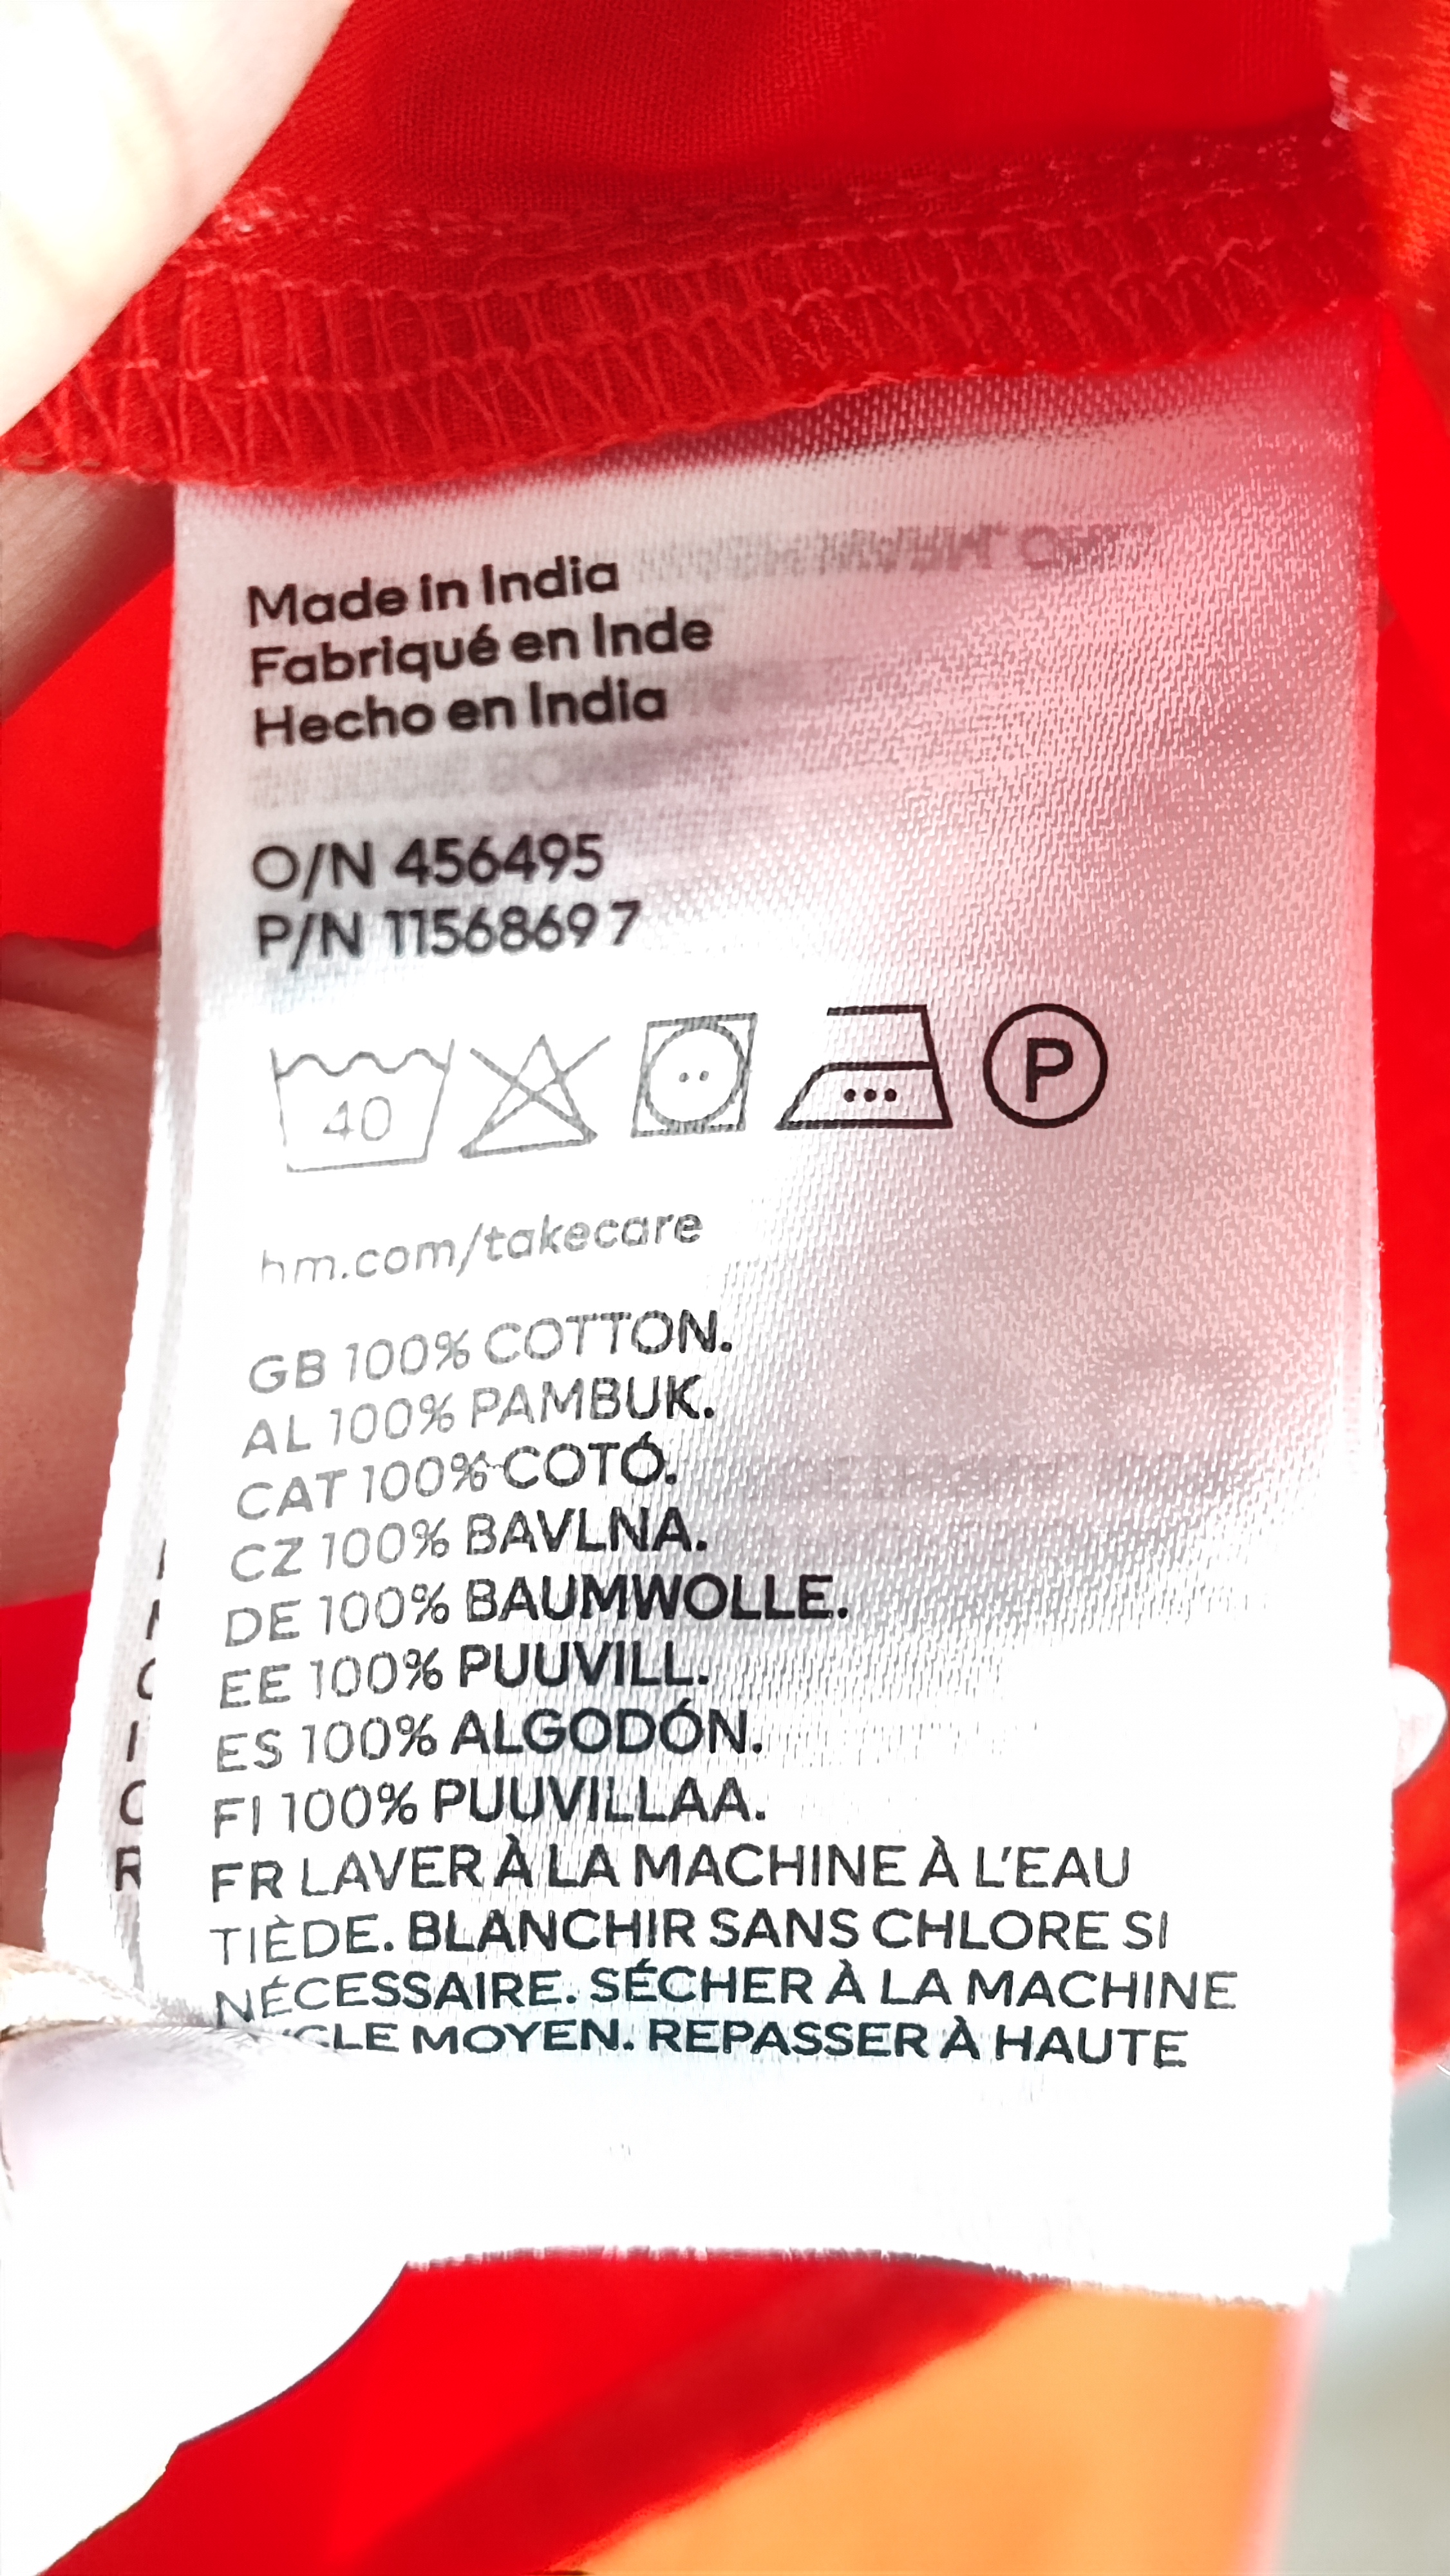 Made in India
Fabriqué en Inde
Hecho en India
O/N 456495
P/N 11568697
40
P
hm.com/takecare
GB 100% COTTON.
AL 100% PAMBUK.
CAT 100% COTÓ.
CZ 100% BAVLNA.
DE 100% BAUMWOLLE.
EE 100% PUUVILL.
ES 100% ALGODÓN.
FI 100% PUUVILLAA.
FR LAVER À LA MACHINE À L'EAU
TIÈDE. BLANCHIR SANS CHLORE SI
NÉCESSAIRE. SÉCHER À LA MACHINE
MOYEN. REPASSER À HAUTE